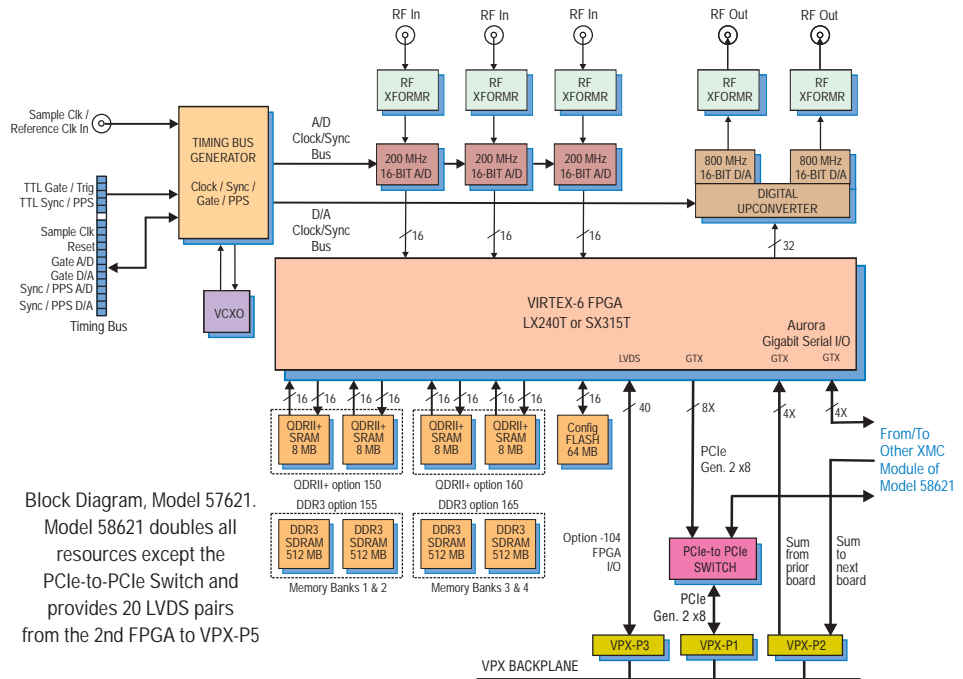 RF In
RF In
RF In
RF Out
RF Out
RF
XFORMR
RF
XFORMR
RF
XFORMR
RF
XFORMR
RF
XFORMR
Sample Clk /
Reference Clk In
TIMING BUS
GENERATOR
Clock / Sync /
Gate / PPS
A/D
Clock/Sync
Bus
200 MHz
16-BIT A/D
200 MHz
16-BIT A/D
200 MHz
16-BIT A/D
800 MHz
16-BIT D/A
800 MHz
16-BIT D/A
DIGITAL
UPCONVERTER
TTL Gate / Trig
TTL Sync / PPS
Sample Clk
Reset
Gate A/D
Gate D/A
Sync / PPS A/D
Sync / PPS D/A
Timing Bus
D/A
Clock/Sync
Bus
16
16
16
32
VCXO
VIRTEX-6 FPGA
LX240T or SX315T
Aurora
Gigabit Serial I/O
LVDS
GTX
GTX
GTX
16
16
16
16
16
16
16
16
16
40
8X
4X
4X
QDRII+
SRAM
8 MB
QDRII+
SRAM
8 MB
QDRII+
SRAM
8 MB
QDRII+
SRAM
8 MB
Config
FLASH
64 MB
QDRII+ option 150
QDRII+ option 160
DDR3 option 155
DDR3 option 165
DDR3
SDRAM
512 MB
DDR3
SDRAM
512 MB
DDR3
SDRAM
512 MB
DDR3
SDRAM
512 MB
Memory Banks 1 & 2
Memory Banks 3 & 4
PCIe
Gen. 2 x8
From/To
Other XMC
Module of
Model 58621
Option -104
FPGA
I/O
PCIe-to PCIe
SWITCH
Sum
from
prior
board
Sum
to
next
board
PCIe
Gen. 2 x8
Block Diagram, Model 57621.
Model 58621 doubles all
resources except the
PCIe-to-PCIe Switch and
provides 20 LVDS pairs
from the 2nd FPGA to VPX-P5
VPX-P3
VPX-P1
VPX-P2
VPX BACKPLANE